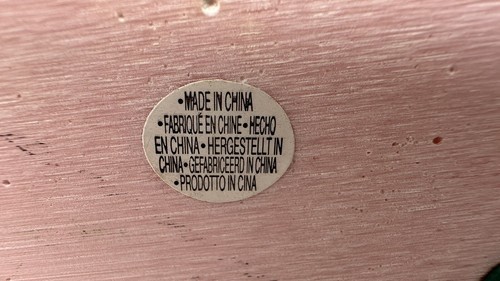 •MADE IN CHINA
•FABRIQUÉ EN CHINE•HECHO
EN CHINA•HERGESTELLT IN
CHINA•GEFABRICEERD IN CHINA
•PRODOTTO IN CINA